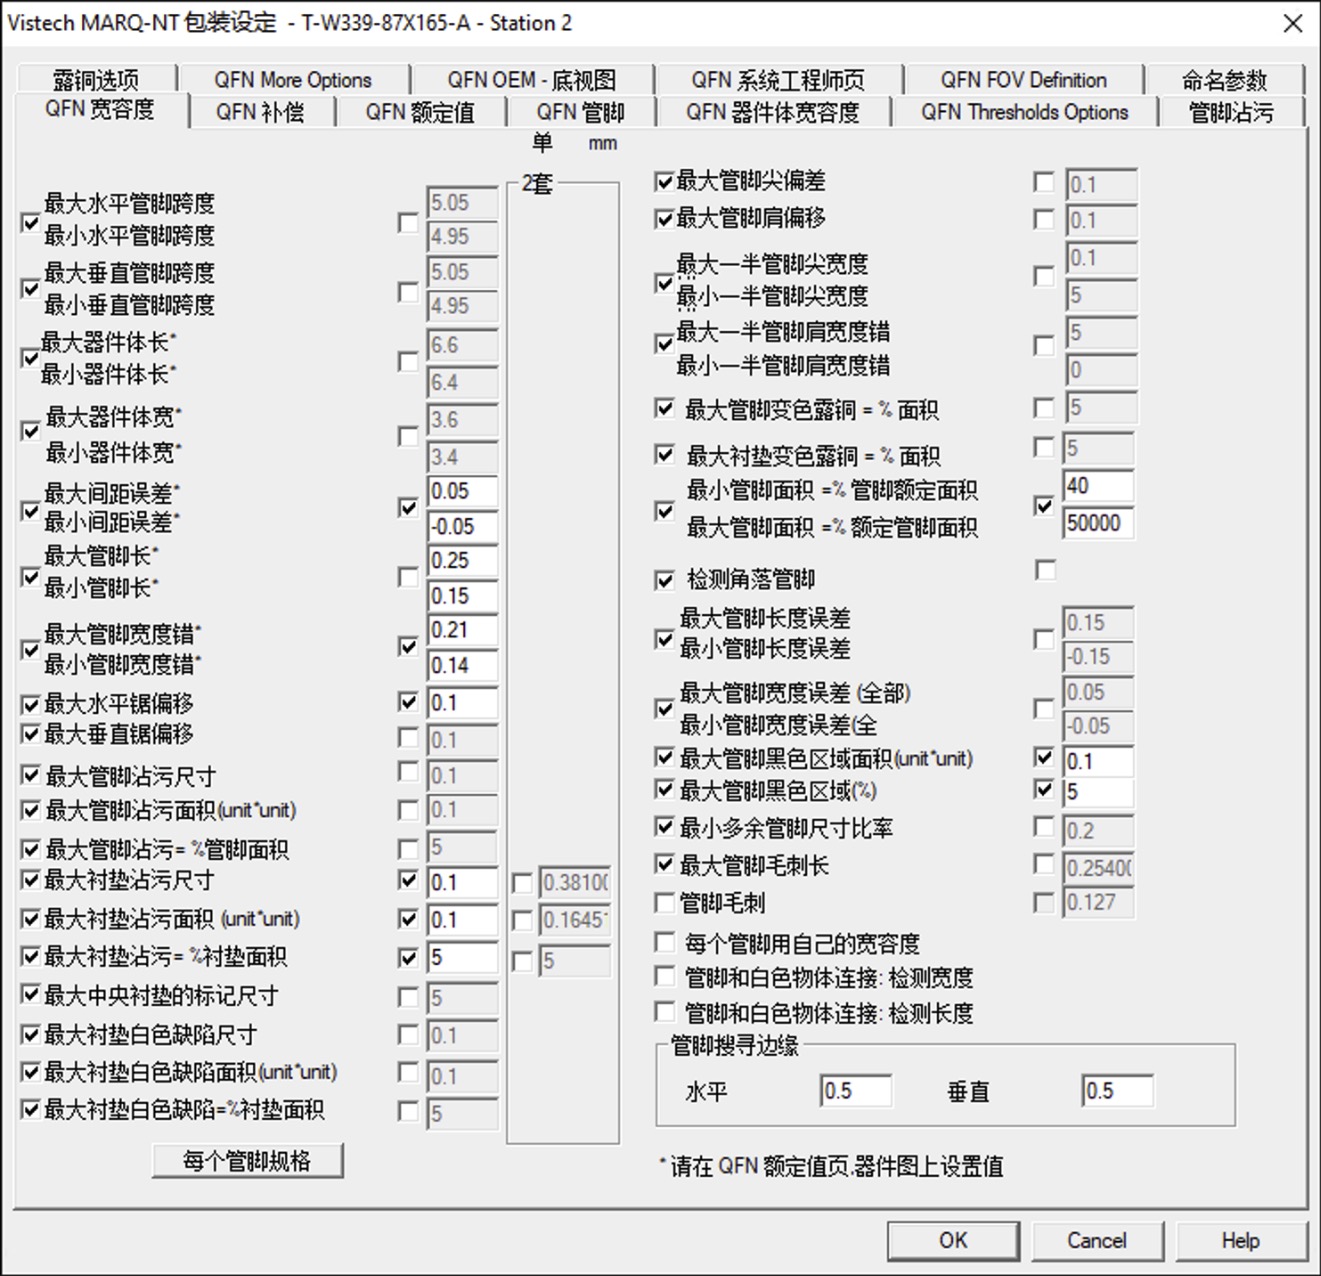 Vistech MARQ-NT 包装设定 - T-W339-87X165-A - Station 2
露铜选项 QFN More Options QFN OEM - 底视图 QFN 系统工程师页 QFN FOV Definition 命名参数
QFN 宽容度 QFN 补偿 QFN 额定值 QFN 管脚 QFN 器件体宽容度 QFN Thresholds Options 管脚沾污
单 mm
2套
最大水平管脚跨度 5.05
最小水平管脚跨度 4.95
最大垂直管脚跨度 5.05
最小垂直管脚跨度 4.95
最大器件体长* 6.6
最小器件体长* 6.4
最大器件体宽* 3.6
最小器件体宽* 3.4
最大间距误差* 0.05
最小间距误差* -0.05
最大管脚长* 0.25
最小管脚长* 0.15
最大管脚宽度错* 0.21
最小管脚宽度错* 0.14
最大水平锯偏移 0.1
最大垂直锯偏移 0.1
最大管脚沾污尺寸 0.1
最大管脚沾污面积(unit*unit) 0.1
最大管脚沾污= %管脚面积 5
最大衬垫沾污尺寸 0.1 0.3810
最大衬垫沾污面积 (unit*unit) 0.1 0.1645
最大衬垫沾污= %衬垫面积 5 5
最大中央衬垫的标记尺寸 5
最大衬垫白色缺陷尺寸 0.1
最大衬垫白色缺陷面积(unit*unit) 0.1
最大衬垫白色缺陷=%衬垫面积 5
每个管脚规格
最大管脚尖偏差 0.1
最大管脚肩偏移 0.1
最大一半管脚尖宽度 0.1
最小一半管脚尖宽度 5
最大一半管脚肩宽度错 5
最小一半管脚肩宽度错 0
最大管脚变色露铜 = % 面积 5
最大衬垫变色露铜 = % 面积 5
最小管脚面积 =% 管脚额定面积 40
最大管脚面积 =% 额定管脚面积 50000
检测角落管脚
最大管脚长度误差 0.15
最小管脚长度误差 -0.15
最大管脚宽度误差 (全部) 0.05
最小管脚宽度误差(全 -0.05
最大管脚黑色区域面积(unit*unit) 0.1
最大管脚黑色区域(%) 5
最小多余管脚尺寸比率 0.2
最大管脚毛刺长 0.2540
管脚毛刺 0.127
每个管脚用自己的宽容度
管脚和白色物体连接: 检测宽度
管脚和白色物体连接: 检测长度
管脚搜寻边缘
水平 0.5 垂直 0.5
* 请在 QFN 额定值页,器件图上设置值
OK Cancel Help